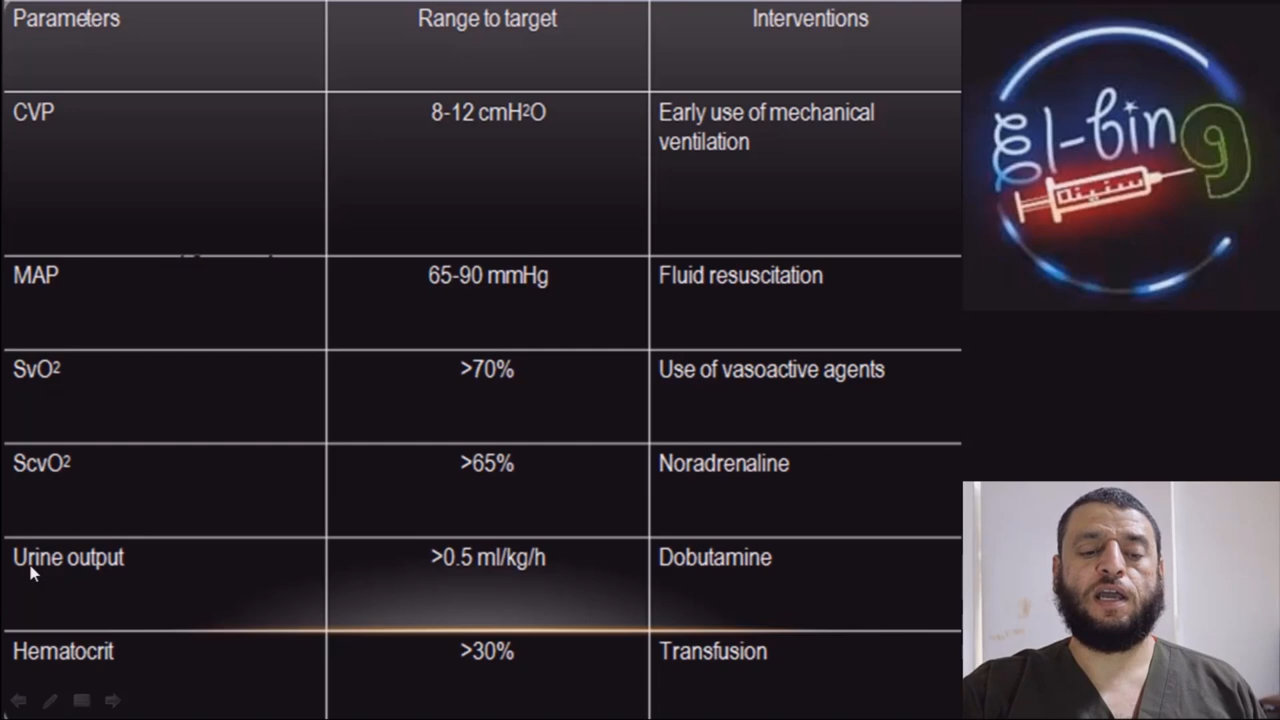 Parameters
Range to target
Interventions
CVP
8-12 cmH²O
Early use of mechanical
ventilation
MAP
65-90 mmHg
Fluid resuscitation
SvO²
>70%
Use of vasoactive agents
ScvO²
>65%
Noradrenaline
Urine output
>0.5 ml/kg/h
Dobutamine
Hematocrit
>30%
Transfusion
El-bin9
سنينة